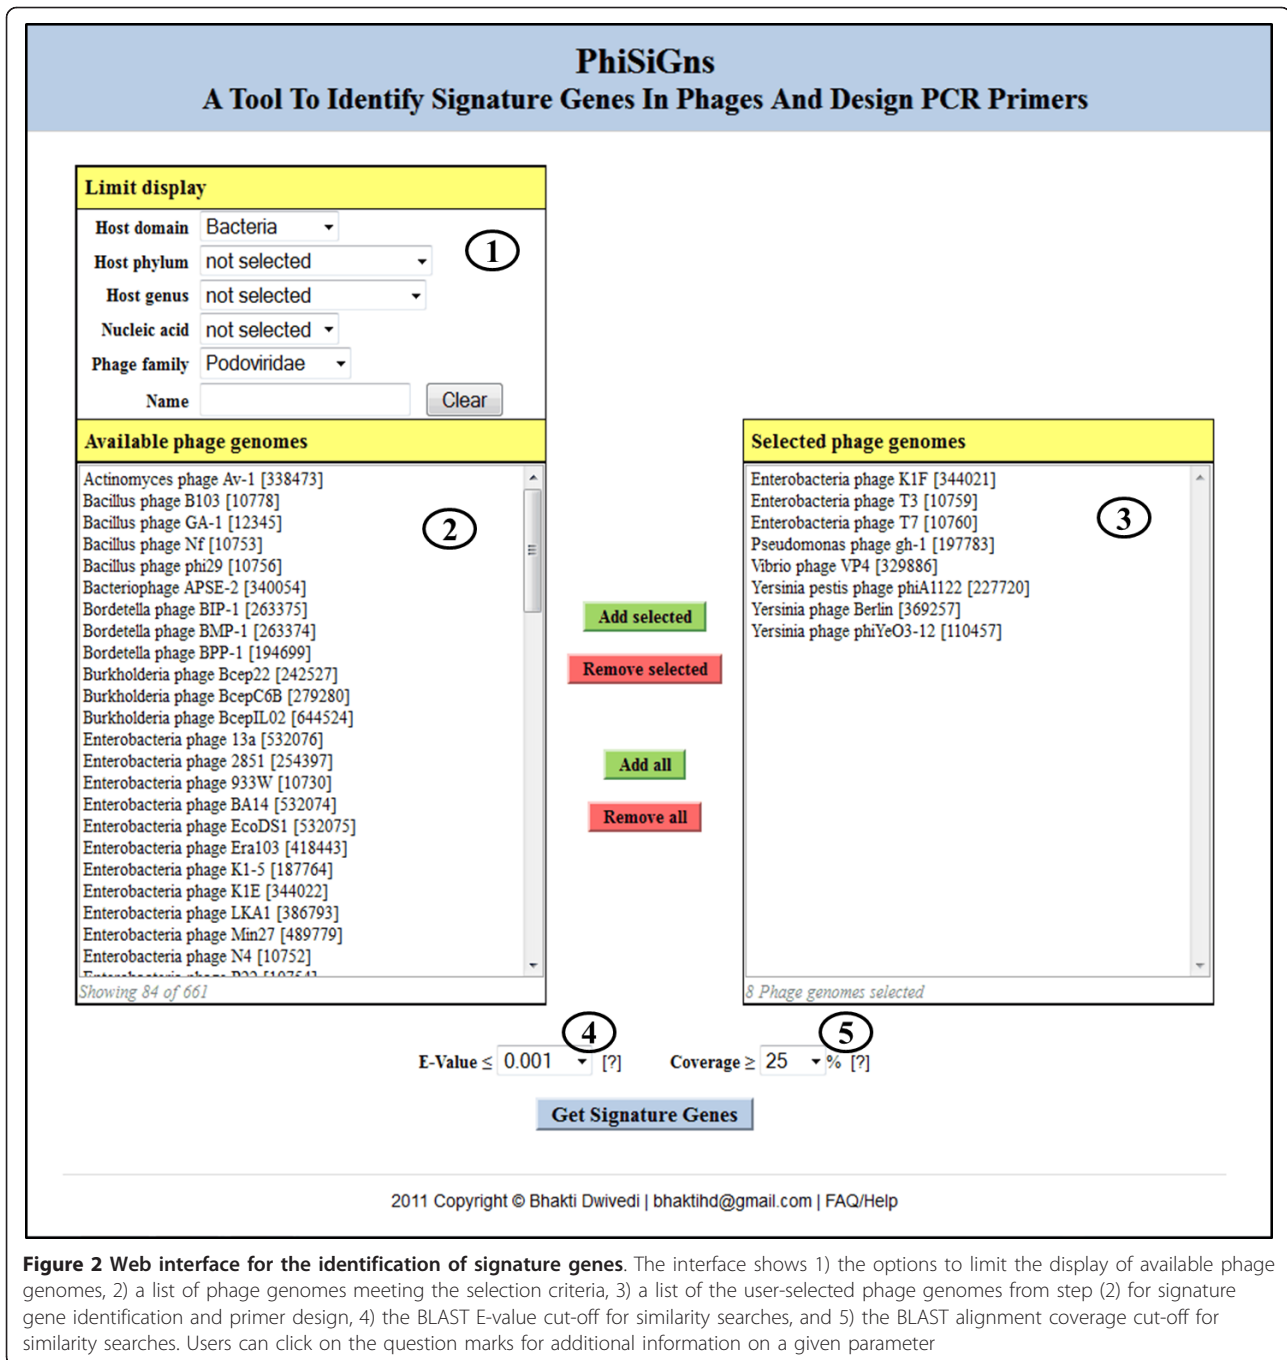 PhiSiGns
A Tool To Identify Signature Genes In Phages And Design PCR Primers
Limit display
Host domain Bacteria
Host phylum not selected
Host genus not selected
Nucleic acid not selected
Phage family Podoviridae
Name Clear
1
Available phage genomes
Actinomyces phage Av-1 [338473]
Bacillus phage B103 [10778]
Bacillus phage GA-1 [12345]
Bacillus phage Nf [10753]
Bacillus phage phi29 [10756]
Bacteriophage APSE-2 [340054]
Bordetella phage BIP-1 [263375]
Bordetella phage BMP-1 [263374]
Bordetella phage BPP-1 [194699]
Burkholderia phage Bcep22 [242527]
Burkholderia phage BcepC6B [279280]
Burkholderia phage BcepIL02 [644524]
Enterobacteria phage 13a [532076]
Enterobacteria phage 2851 [254397]
Enterobacteria phage 933W [10730]
Enterobacteria phage BA14 [532074]
Enterobacteria phage EcoDS1 [532075]
Enterobacteria phage Era103 [418443]
Enterobacteria phage K1-5 [187764]
Enterobacteria phage K1E [344022]
Enterobacteria phage LKA1 [386793]
Enterobacteria phage Min27 [489779]
Enterobacteria phage N4 [10752]
Enterobacteria phage P22 [10754]
2
Showing 84 of 661
Add selected
Remove selected
Add all
Remove all
Selected phage genomes
Enterobacteria phage K1F [344021]
Enterobacteria phage T3 [10759]
Enterobacteria phage T7 [10760]
Pseudomonas phage gh-1 [197783]
Vibrio phage VP4 [329886]
Yersinia pestis phage phiA1122 [227720]
Yersinia phage Berlin [369257]
Yersinia phage phiYeO3-12 [110457]
3
8 Phage genomes selected
4 5
E-Value ≤ 0.001 [?] Coverage ≥ 25 % [?]
Get Signature Genes
2011 Copyright © Bhakti Dwivedi | bhaktihd@gmail.com | FAQ/Help
Figure 2 Web interface for the identification of signature genes. The interface shows 1) the options to limit the display of available phage
genomes, 2) a list of phage genomes meeting the selection criteria, 3) a list of the user-selected phage genomes from step (2) for signature
gene identification and primer design, 4) the BLAST E-value cut-off for similarity searches, and 5) the BLAST alignment coverage cut-off for
similarity searches. Users can click on the question marks for additional information on a given parameter